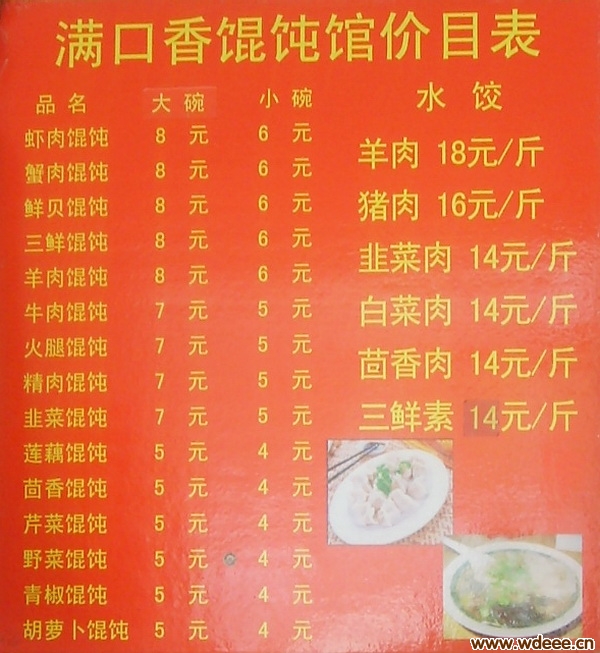 满口香馄饨馆价目表
品名 大碗 小碗
虾肉馄饨 8元 6元
蟹肉馄饨 8元 6元
鲜贝馄饨 8元 6元
三鲜馄饨 8元 6元
羊肉馄饨 8元 6元
牛肉馄饨 7元 5元
火腿馄饨 7元 5元
精肉馄饨 7元 5元
韭菜馄饨 7元 5元
莲藕馄饨 5元 4元
茴香馄饨 5元 4元
芹菜馄饨 5元 4元
野菜馄饨 5元 4元
青椒馄饨 5元 4元
胡萝卜馄饨 5元 4元
水饺
羊肉 18元/斤
猪肉 16元/斤
韭菜肉 14元/斤
白菜肉 14元/斤
茴香肉 14元/斤
三鲜素 14元/斤
www.wdeee.cn